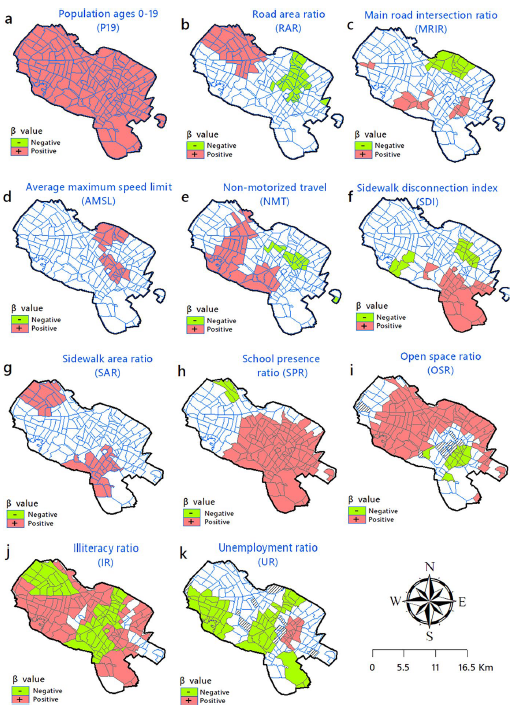 a
Population ages 0-19
(P19)
β value
- Negative
+ Positive
b
Road area ratio
(RAR)
β value
- Negative
+ Positive
c
Main road intersection ratio
(MRIR)
β value
- Negative
+ Positive
d
Average maximum speed limit
(AMSL)
β value
- Negative
+ Positive
e
Non-motorized travel
(NMT)
β value
- Negative
+ Positive
f
Sidewalk disconnection index
(SDI)
β value
- Negative
+ Positive
g
Sidewalk area ratio
(SAR)
β value
- Negative
+ Positive
h
School presence
ratio (SPR)
β value
- Negative
+ Positive
i
Open space ratio
(OSR)
β value
- Negative
+ Positive
j
Illiteracy ratio
(IR)
β value
- Negative
+ Positive
k
Unemployment ratio
(UR)
β value
- Negative
+ Positive
N
W E
S
0 5.5 11 16.5 Km